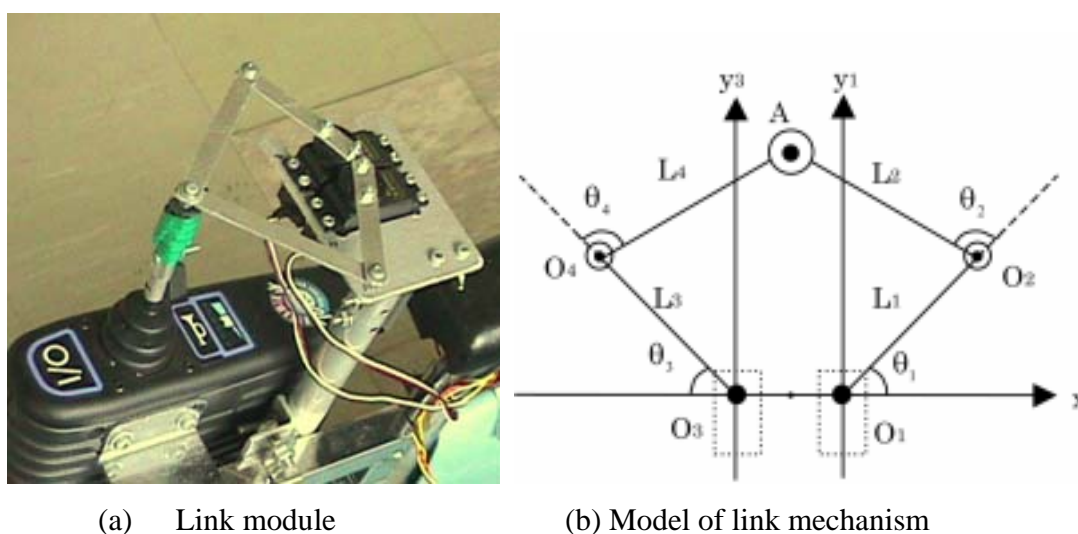 I/O
y3
y1
A
L4
L2
θ4
θ2
O4
O2
L3
L1
θ3
θ1
x
O3
O1
(a) Link module
(b) Model of link mechanism